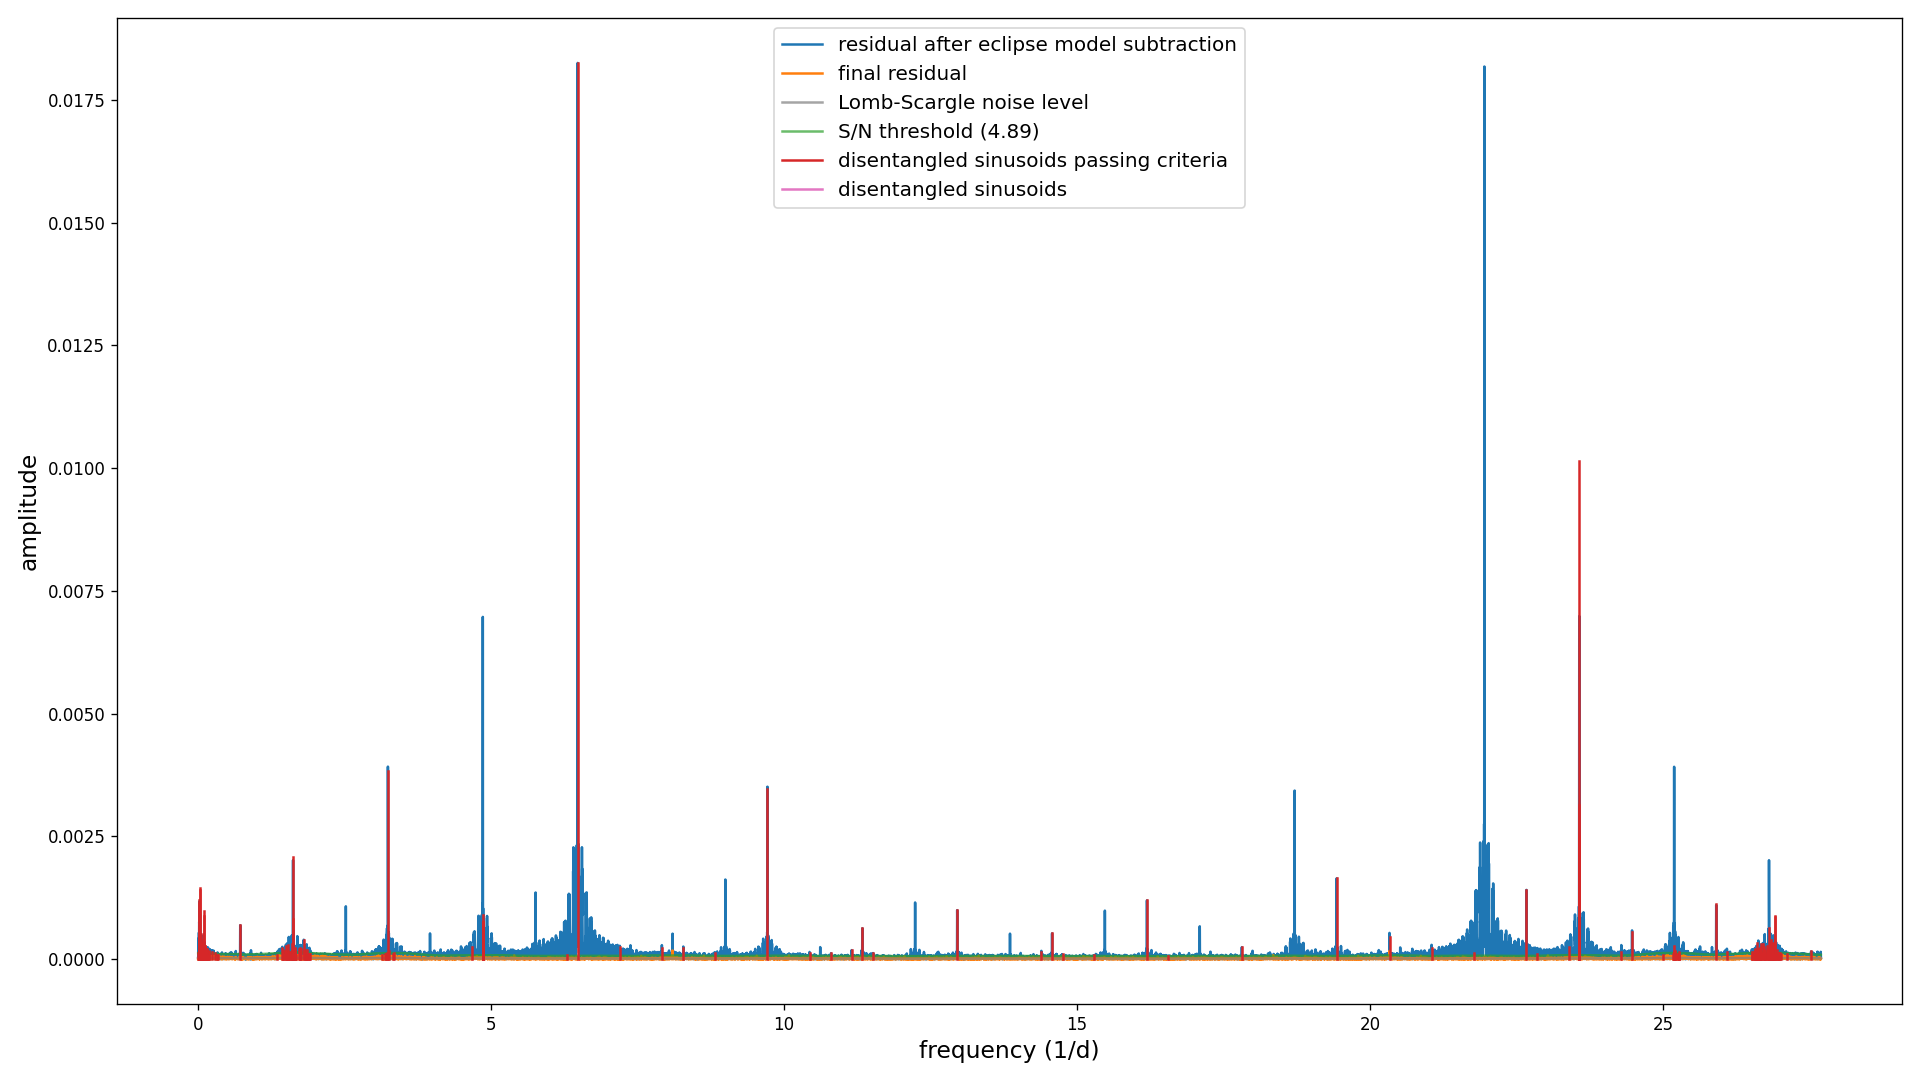 residual after eclipse model subtraction
final residual
Lomb-Scargle noise level
S/N threshold (4.89)
disentangled sinusoids passing criteria
disentangled sinusoids
0.0175
0.0150
0.0125
0.0100
0.0075
0.0050
0.0025
0.0000
amplitude
0 5 10 15 20 25
frequency (1/d)